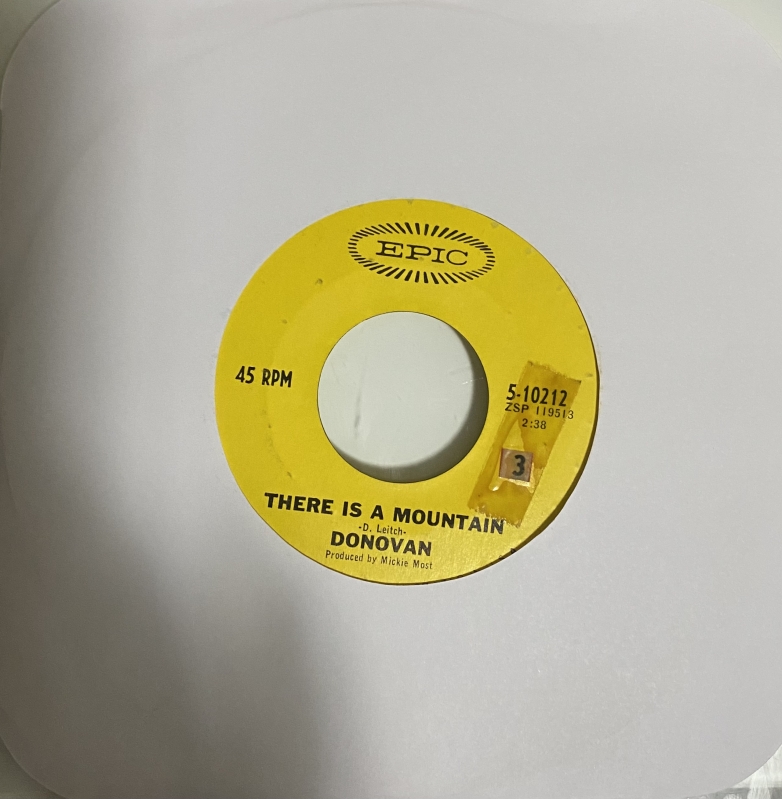 EPIC
45 RPM
5-10212
ZSP 119513
2:38
3
THERE IS A MOUNTAIN
-D. Leitch-
DONOVAN
Produced by Mickie Most